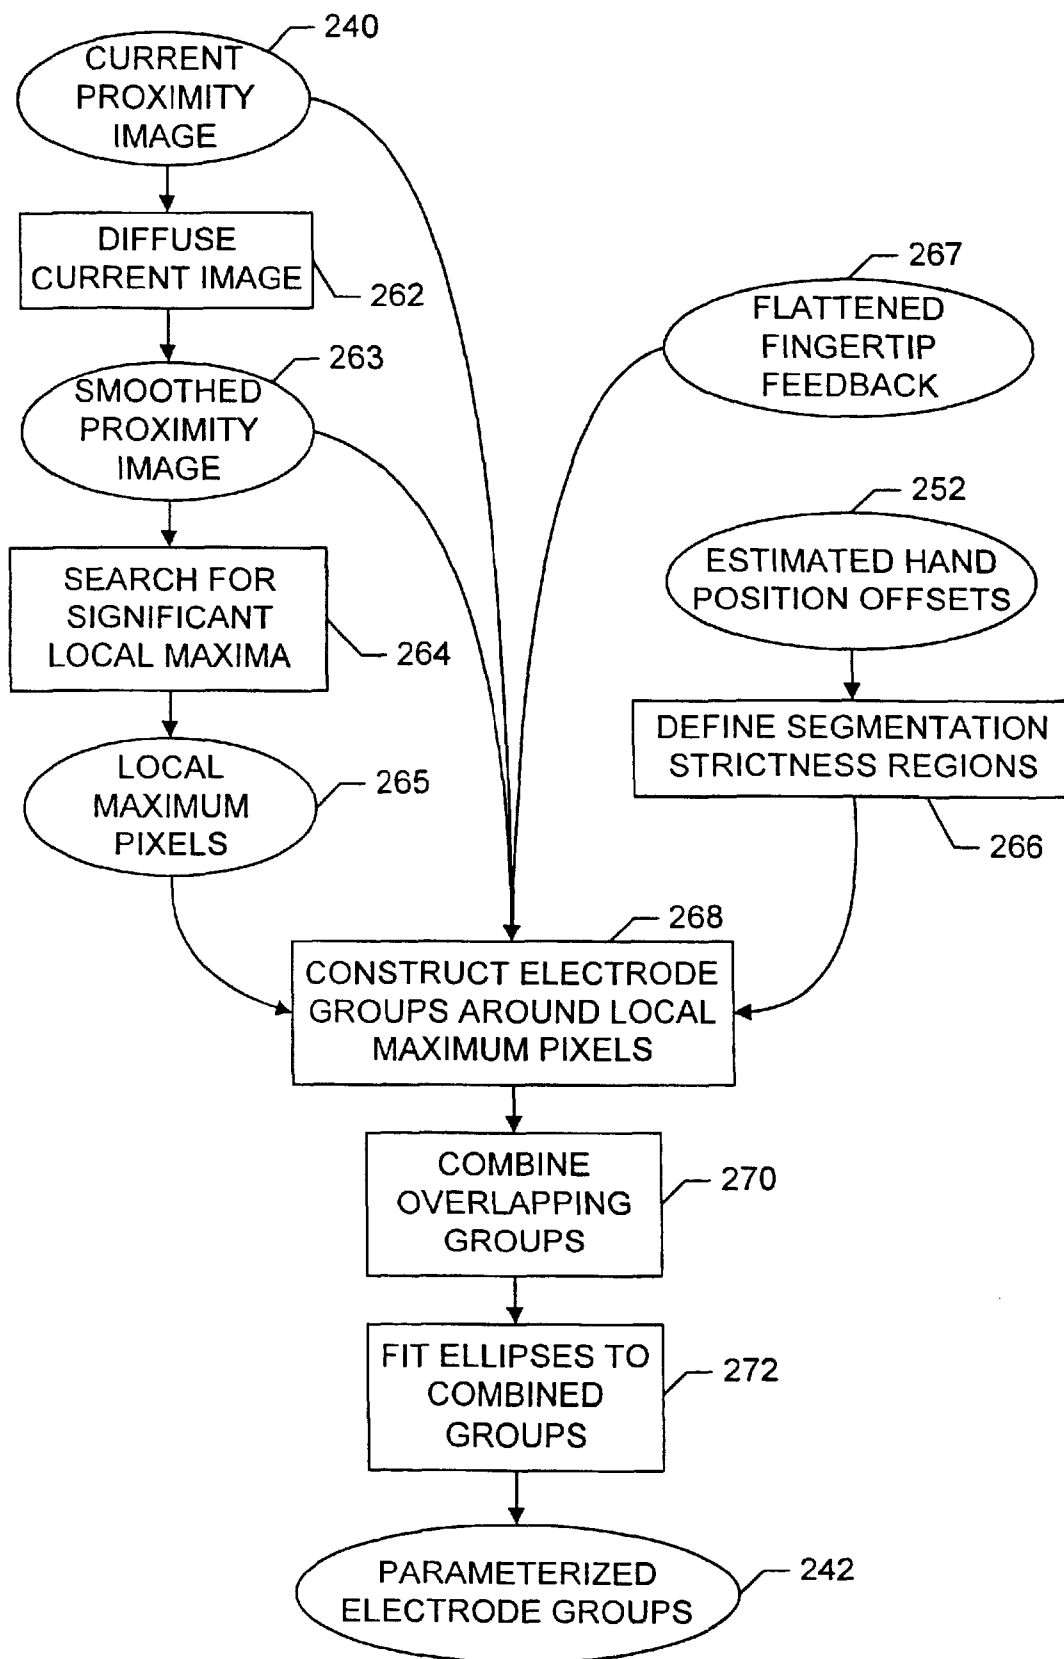 240
CURRENT
PROXIMITY
IMAGE
DIFFUSE
CURRENT IMAGE
262
263
SMOOTHED
PROXIMITY
IMAGE
SEARCH FOR
SIGNIFICANT
LOCAL MAXIMA
264
LOCAL
MAXIMUM
PIXELS
265
267
FLATTENED
FINGERTIP
FEEDBACK
252
ESTIMATED HAND
POSITION OFFSETS
DEFINE SEGMENTATION
STRICTNESS REGIONS
266
268
CONSTRUCT ELECTRODE
GROUPS AROUND LOCAL
MAXIMUM PIXELS
COMBINE
OVERLAPPING
GROUPS
270
FIT ELLIPSES TO
COMBINED
GROUPS
272
PARAMETERIZED
ELECTRODE GROUPS
242